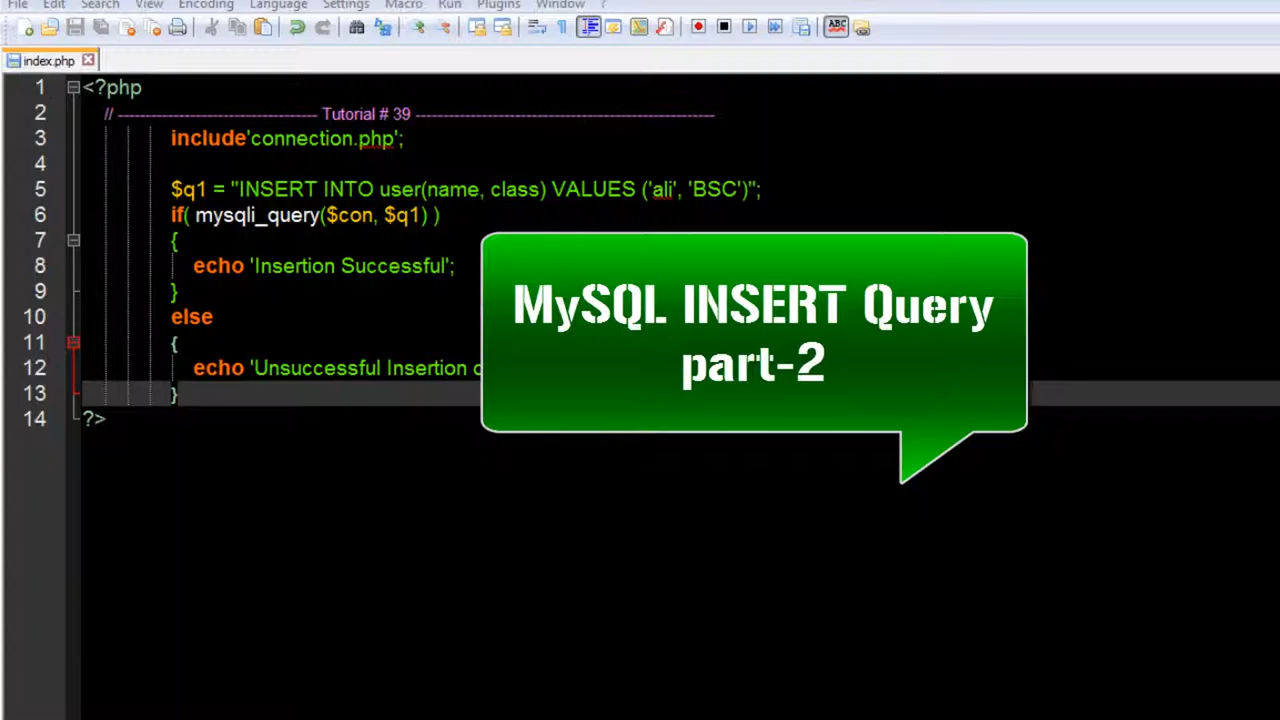 File Edit Search View Encoding Language Settings Macro Run Plugins Window ?
ABC
index.php
1 <?php
2 // ------------------------------------ Tutorial # 39 ------------------------------------------------------
3 include'connection.php';
4
5 $q1 = "INSERT INTO user(name, class) VALUES ('ali', 'BSC')";
6 if( mysqli_query($con, $q1) )
7 {
8 echo 'Insertion Successful';
9 }
10 else
11 {
12 echo 'Unsuccessful Insertion
13 }
14 ?>
MySQL INSERT Query
part-2